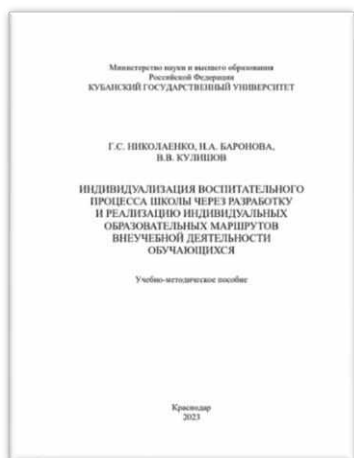 Министерство науки и высшего образования
Российской Федерации
КУБАНСКИЙ ГОСУДАРСТВЕННЫЙ УНИВЕРСИТЕТ
Г.С. НИКОЛАЕНКО, Н.А. БАРОНОВА,
В.В. КУЛИШОВ
ИНДИВИДУАЛИЗАЦИЯ ВОСПИТАТЕЛЬНОГО
ПРОЦЕССА ШКОЛЫ ЧЕРЕЗ РАЗРАБОТКУ
И РЕАЛИЗАЦИЮ ИНДИВИДУАЛЬНЫХ
ОБРАЗОВАТЕЛЬНЫХ МАРШРУТОВ
ВНЕУЧЕБНОЙ ДЕЯТЕЛЬНОСТИ
ОБУЧАЮЩИХСЯ
Учебно-методическое пособие
Краснодар
2023